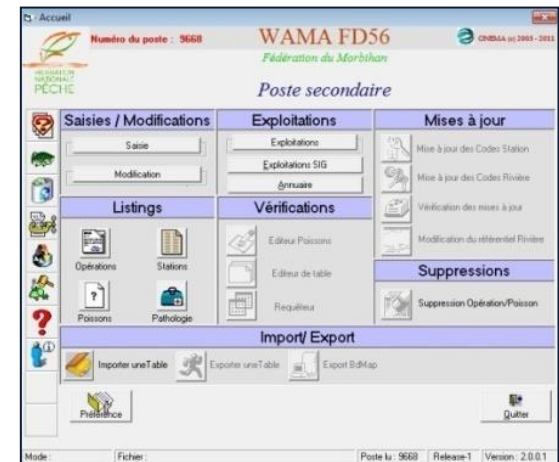 Accueil
Numéro du poste : 9668
WAMA FD56
CINEMA (c) 2003 - 2011
Fédération du Morbihan
NATIONALE
PÊCHE
Poste secondaire
Saisies / Modifications
Exploitations
Mises à jour
Saisie
Exploitations
Mise à jour des Codes Station
Exploitations SIG
Modification
Annuaire
Mise à jour des Codes Rivière
Listings
Vérifications
Vérification des mises à jour
Editeur Poissons
Modification du référentiel Rivière
Opérations
Stations
Editeur de table
Suppressions
Requêteur
Suppression Opération/Poisson
Poissons
Pathologie
Import/ Export
Importer uneTable
Exporter uneTable
Export BdMap
Préférence
Quitter
Mode :
Fichier :
Poste lu : 9668
Release-1
Version : 2.0.0.1